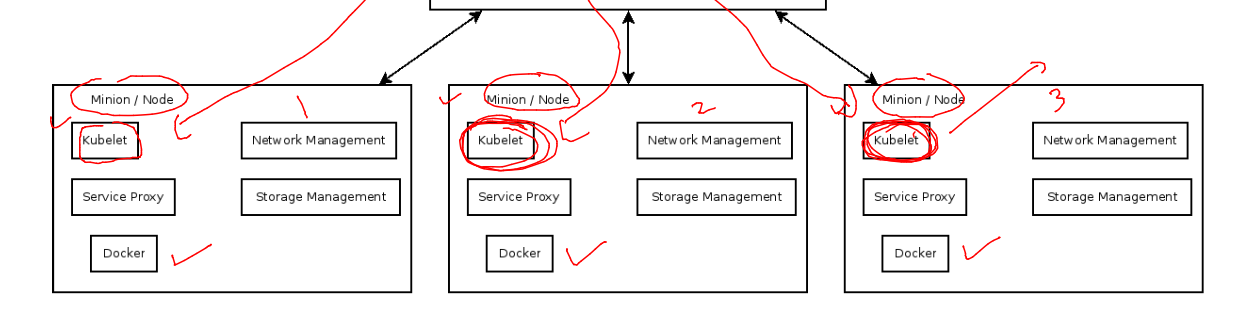 Minion / Node 1
Kubelet Network Management
Service Proxy Storage Management
Docker
Minion / Node 2
Kubelet Network Management
Service Proxy Storage Management
Docker
Minion / Node 3
Kubelet Network Management
Service Proxy Storage Management
Docker